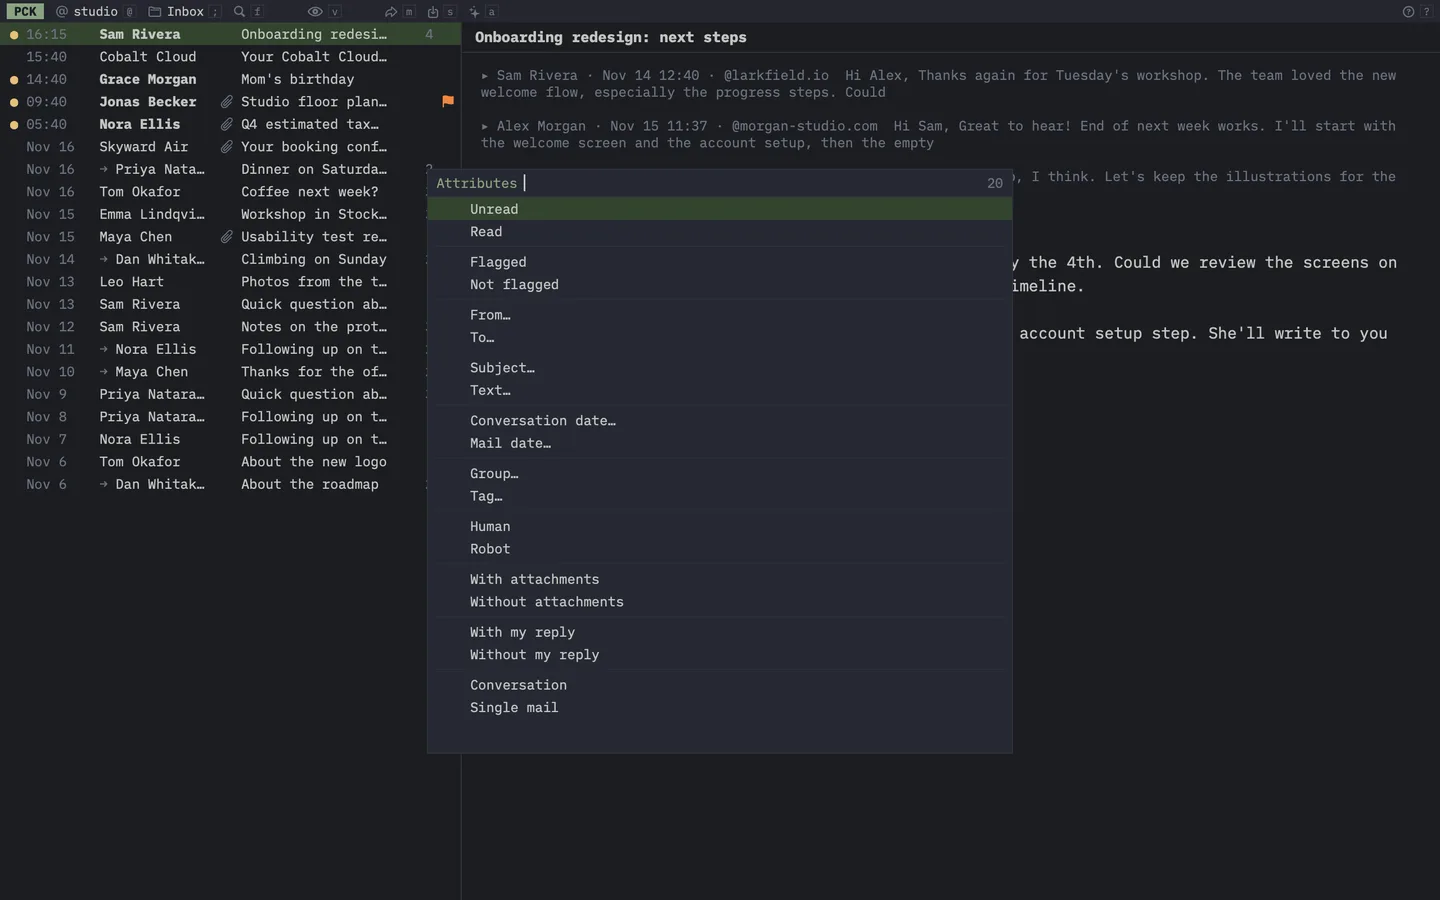 PCK @ studio @ Inbox ; f v m s a ?
16:15 Sam Rivera Onboarding redesi… 4
15:40 Cobalt Cloud Your Cobalt Cloud…
14:40 Grace Morgan Mom's birthday
09:40 Jonas Becker Studio floor plan…
05:40 Nora Ellis Q4 estimated tax…
Nov 16 Skyward Air Your booking conf…
Nov 16 → Priya Nata… Dinner on Saturda…
Nov 16 Tom Okafor Coffee next week?
Nov 15 Emma Lindqvi… Workshop in Stock…
Nov 15 Maya Chen Usability test re…
Nov 14 → Dan Whitak… Climbing on Sunday
Nov 13 Leo Hart Photos from the t…
Nov 13 Sam Rivera Quick question ab…
Nov 12 Sam Rivera Notes on the prot…
Nov 11 → Nora Ellis Following up on t…
Nov 10 → Maya Chen Thanks for the of…
Nov 9 Priya Natara… Quick question ab…
Nov 8 Priya Natara… Following up on t…
Nov 7 Nora Ellis Following up on t…
Nov 6 Tom Okafor About the new logo
Nov 6 → Dan Whitak… About the roadmap
Onboarding redesign: next steps
▸ Sam Rivera · Nov 14 12:40 · @larkfield.io Hi Alex, Thanks again for Tuesday's workshop. The team loved the new
welcome flow, especially the progress steps. Could
▸ Alex Morgan · Nov 15 11:37 · @morgan-studio.com Hi Sam, Great to hear! End of next week works. I'll start with
the welcome screen and the account setup, then the empty
, I think. Let's keep the illustrations for the
y the 4th. Could we review the screens on
imeline.
account setup step. She'll write to you
Attributes 20
Unread
Read
Flagged
Not flagged
From…
To…
Subject…
Text…
Conversation date…
Mail date…
Group…
Tag…
Human
Robot
With attachments
Without attachments
With my reply
Without my reply
Conversation
Single mail